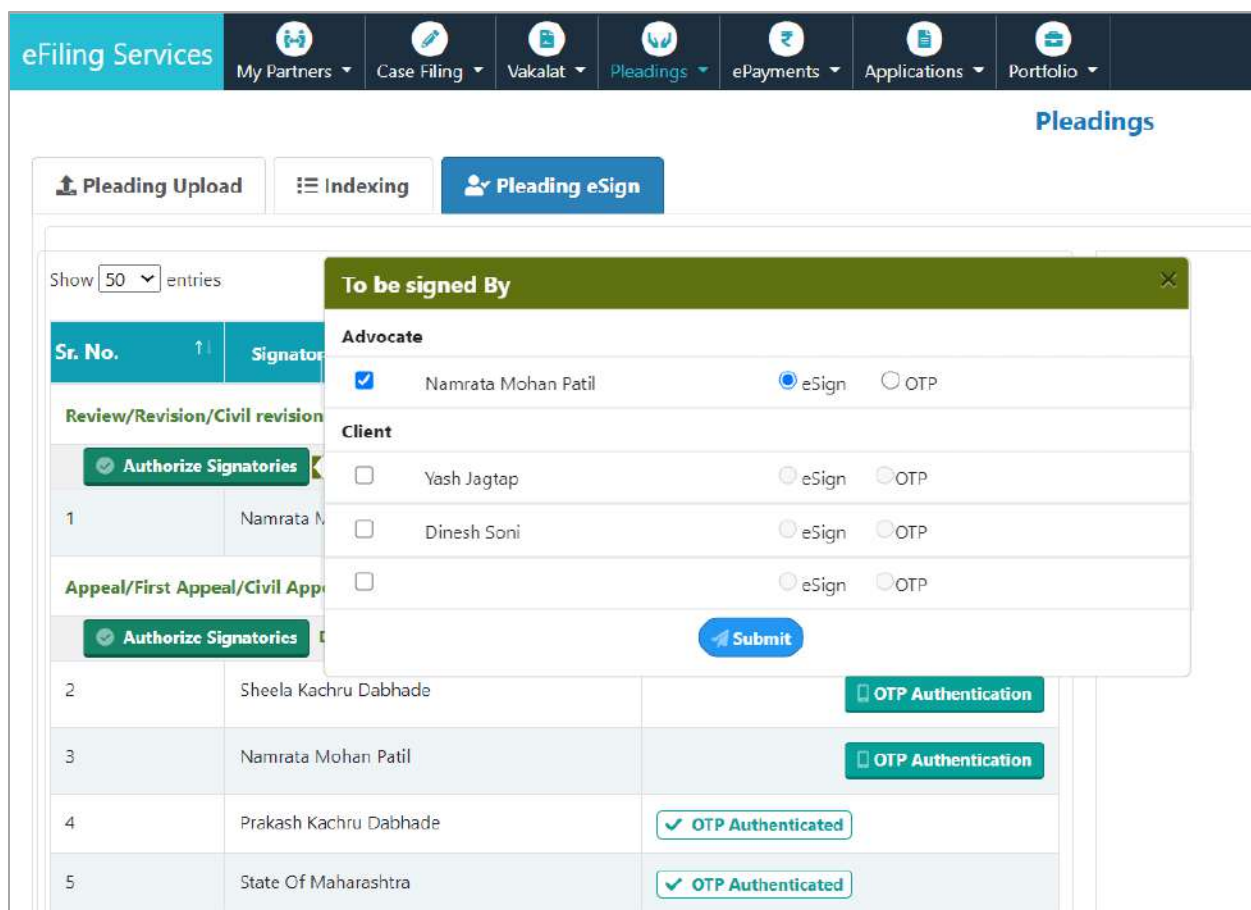 eFiling Services
My Partners
Case Filing
Vakalat
Pleadings
ePayments
Applications
Portfolio
Pleadings
Pleading Upload
Indexing
Pleading eSign
Show 50 entries
To be signed By
Sr. No.
Advocate
Namrata Mohan Patil eSign OTP
Review/Revision/Civil revision
Client
Authorize Signatories
Yash Jagtap eSign OTP
1 Namrata
Dinesh Soni eSign OTP
Appeal/First Appeal/Civil
eSign OTP
Authorize Signatories
Submit
2 Sheela Kachru Dabhade OTP Authentication
3 Namrata Mohan Patil OTP Authentication
4 Prakash Kachru Dabhade OTP Authenticated
5 State Of Maharashtra OTP Authenticated